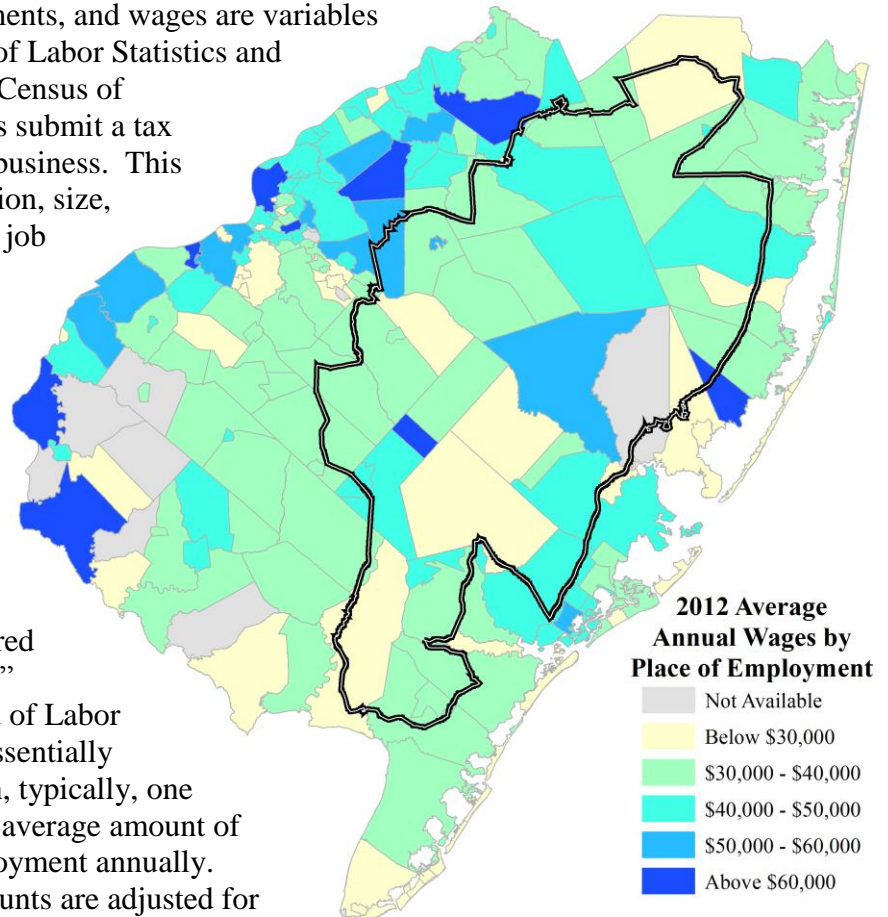 ments, and wages are variables
of Labor Statistics and
Census of
s submit a tax
business. This
ion, size,
job
red
”
of Labor
ssentially
, typically, one
average amount of
loyment annually.
unts are adjusted for
2012 Average
Annual Wages by
Place of Employment
Not Available
Below $30,000
$30,000 - $40,000
$40,000 - $50,000
$50,000 - $60,000
Above $60,000